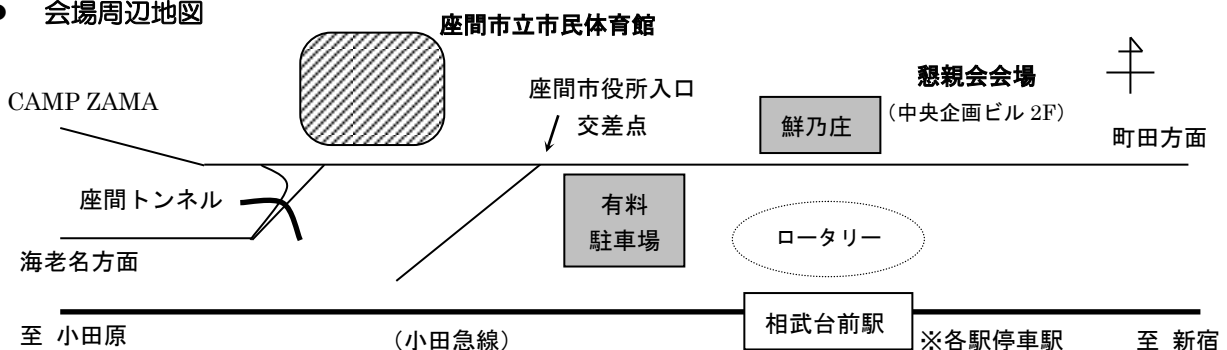 ● 会場周辺地図
座間市立市民体育館
CAMP ZAMA
座間市役所入口
交差点
鮮乃庄
懇親会会場
（中央企画ビル 2F）
町田方面
座間トンネル
有料
駐車場
ロータリー
海老名方面
至 小田原
（小田急線）
相武台前駅
※各駅停車駅
至 新宿